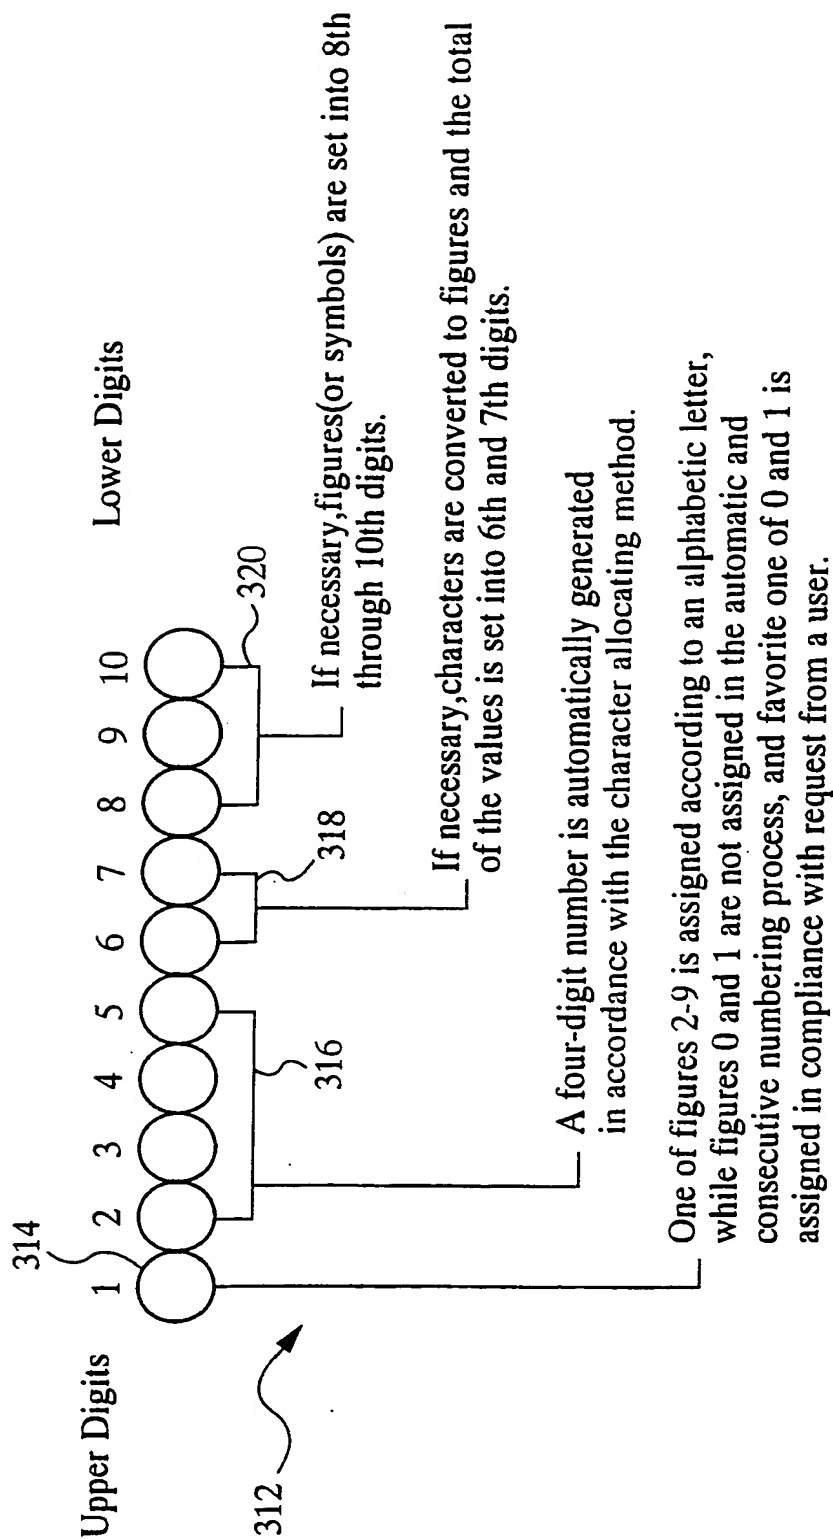 Upper Digits
Lower Digits
314
1 2 3 4 5 6 7 8 9 10
312
316
318
320
If necessary,figures(or symbols) are set into 8th
through 10th digits.
If necessary,characters are converted to figures and the total
of the values is set into 6th and 7th digits.
A four-digit number is automatically generated
in accordance with the character allocating method.
One of figures 2-9 is assigned according to an alphabetic letter,
while figures 0 and 1 are not assigned in the automatic and
consecutive numbering process, and favorite one of 0 and 1 is
assigned in compliance with request from a user.